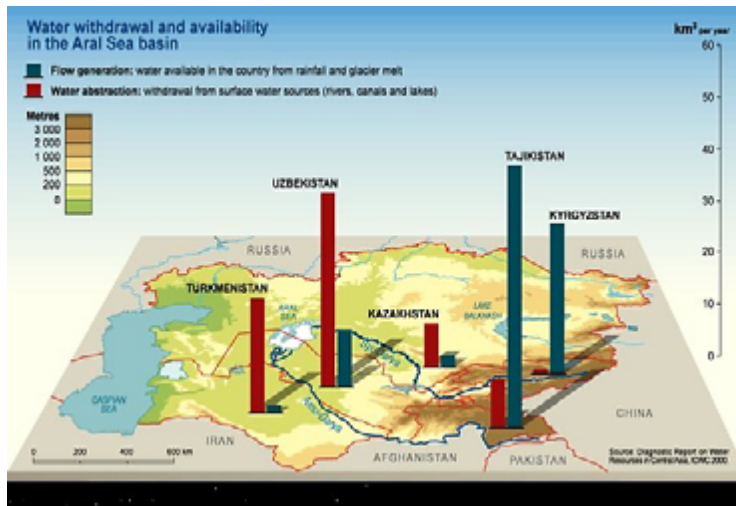 Water withdrawal and availability
in the Aral Sea basin
km³ per year
Flow generation: water available in the country from rainfall and glacier melt
Water abstraction: withdrawal from surface water sources (rivers, canals and lakes)
Metres
3 000
2 000
1 000
500
200
0
60
50
40
30
20
10
0
TAJIKISTAN
UZBEKISTAN
KYRGYZSTAN
RUSSIA
RUSSIA
TURKMENISTAN
ARAL
SEA
KAZAKHSTAN
LAKE
BALKHASH
Syr Darya
CASPIAN
SEA
Amu Darya
CHINA
IRAN
AFGHANISTAN
PAKISTAN
0 200 400 600 km
Source: Diagnostic Report on Water
Resources in Central Asia, ICWC 2000.